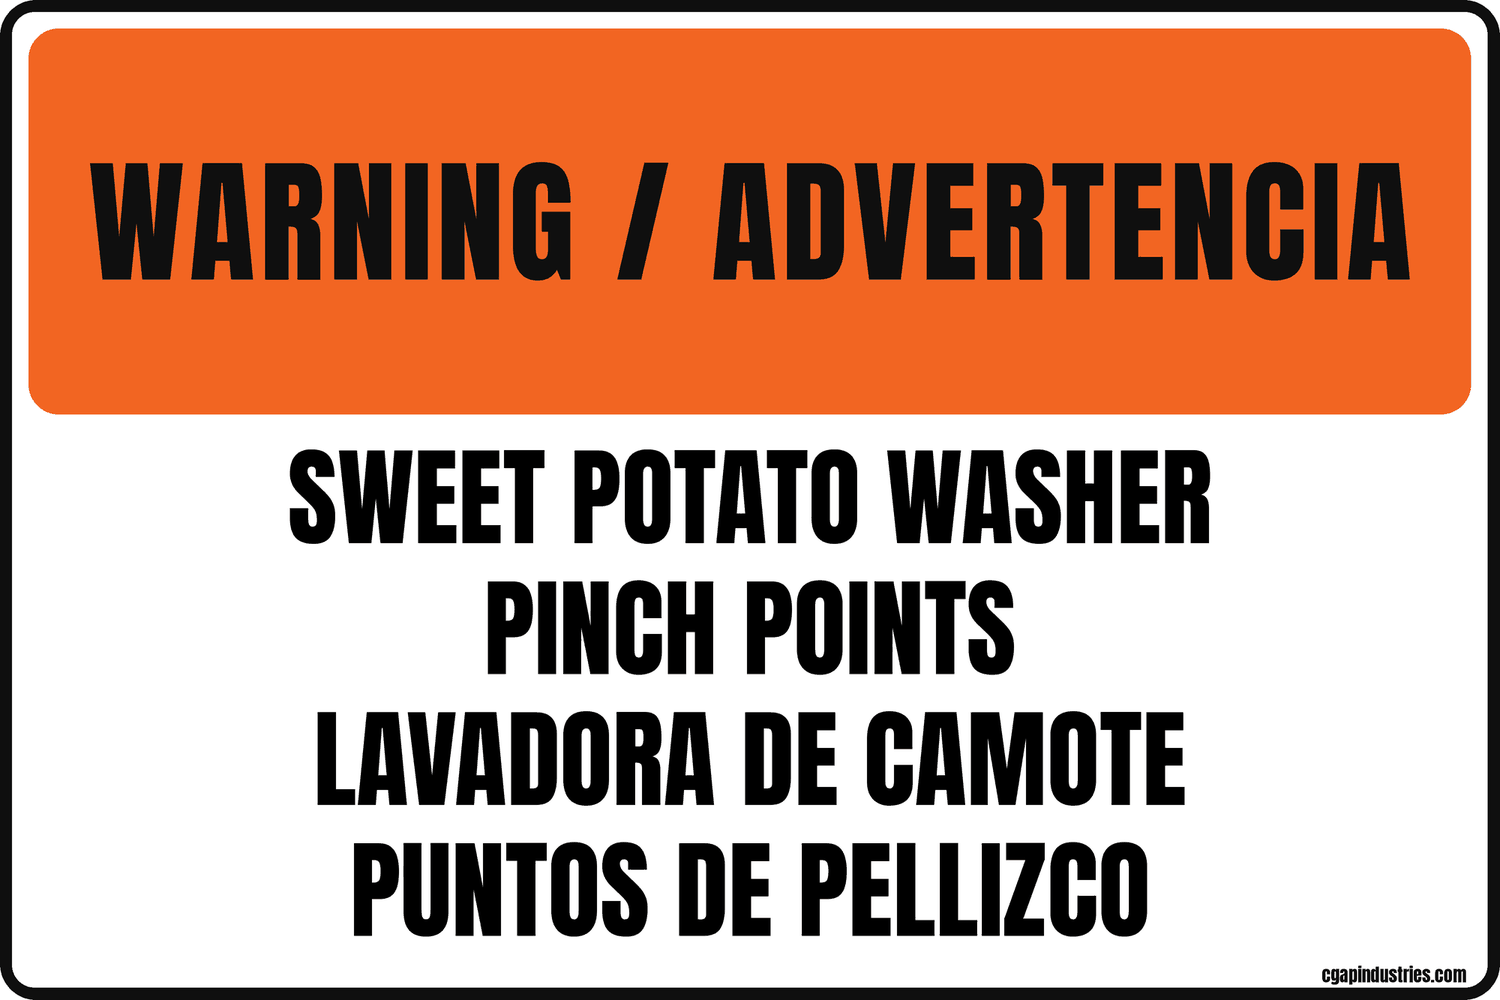 WARNING / ADVERTENCIA
SWEET POTATO WASHER
PINCH POINTS
LAVADORA DE CAMOTE
PUNTOS DE PELLIZCO
cgapindustries.com